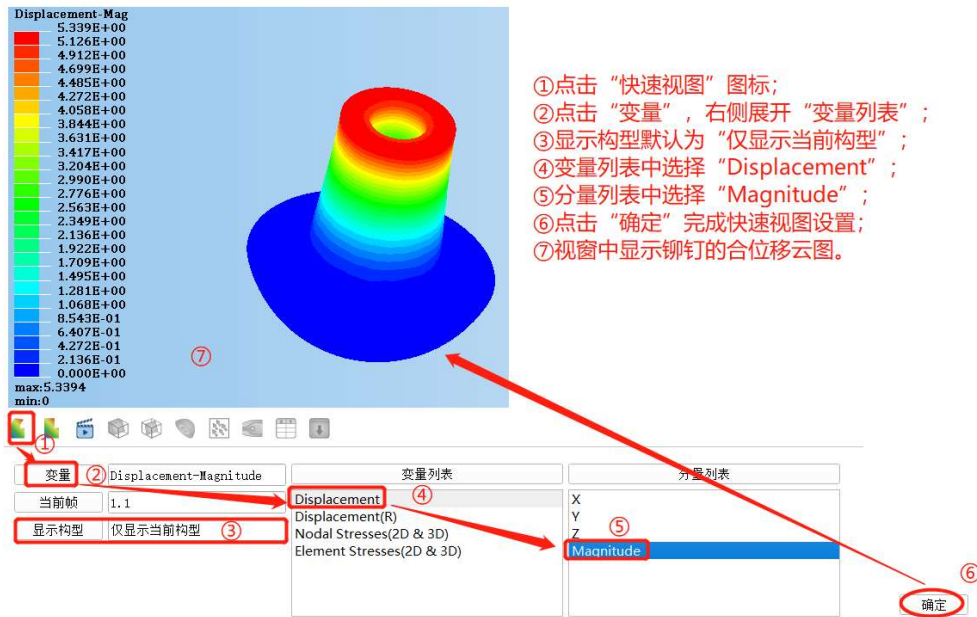 Displacement-Mag
5.339E+00
5.126E+00
4.912E+00
4.699E+00
4.485E+00
4.272E+00
4.058E+00
3.844E+00
3.631E+00
3.417E+00
3.204E+00
2.990E+00
2.776E+00
2.563E+00
2.349E+00
2.136E+00
1.922E+00
1.709E+00
1.495E+00
1.281E+00
1.068E+00
8.543E-01
6.407E-01
4.272E-01
2.136E-01
0.000E+00
max:5.3394
min:0
⑦
①点击“快速视图”图标；
②点击“变量”，右侧展开“变量列表”；
③显示构型默认为“仅显示当前构型”；
④变量列表中选择“Displacement”；
⑤分量列表中选择“Magnitude”；
⑥点击“确定”完成快速视图设置；
⑦视窗中显示铆钉的合位移云图。
①
变量 ② Displacement-Magnitude
当前帧 1.1
显示构型 仅显示当前构型 ③
变量列表
Displacement ④
Displacement(R)
Nodal Stresses(2D & 3D)
Element Stresses(2D & 3D)
分量列表
X
Y
Z
⑤
Magnitude
⑥
确定